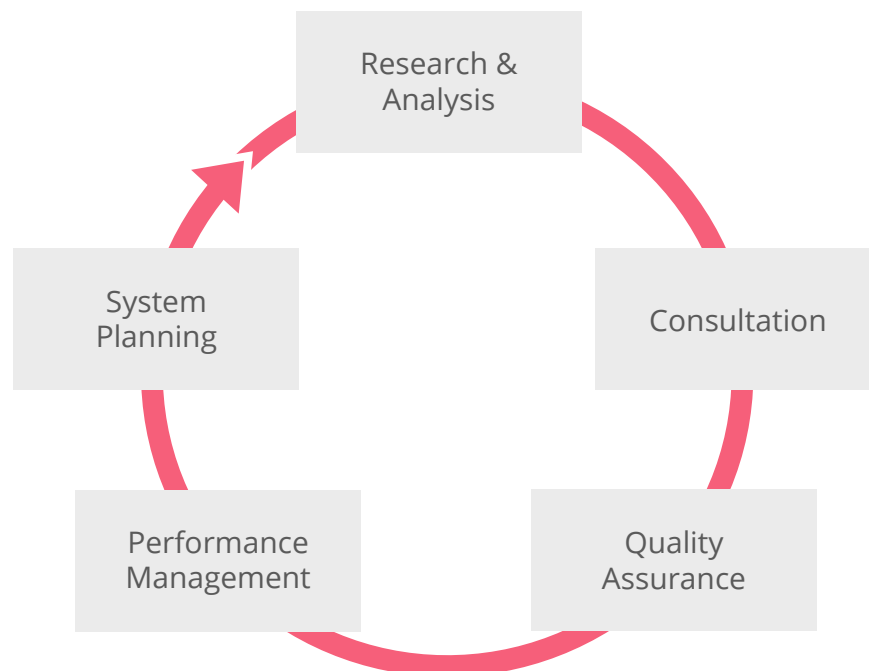 Research &
Analysis
Consultation
Quality
Assurance
Performance
Management
System
Planning